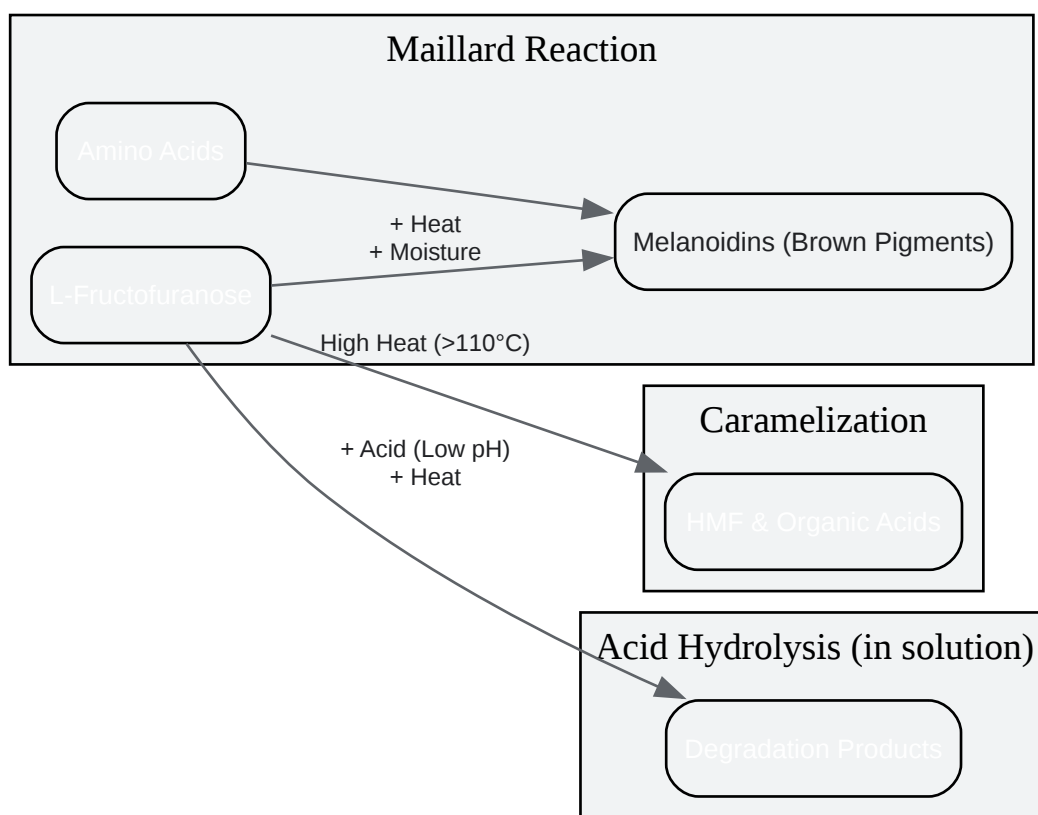 Maillard Reaction
Amino Acids
+ Heat
+ Moisture
Melanoidins (Brown Pigments)
L-Fructofuranose
High Heat (>110°C)
Caramelization
+ Acid (Low pH)
+ Heat
HMF & Organic Acids
Acid Hydrolysis (in solution)
Degradation Products